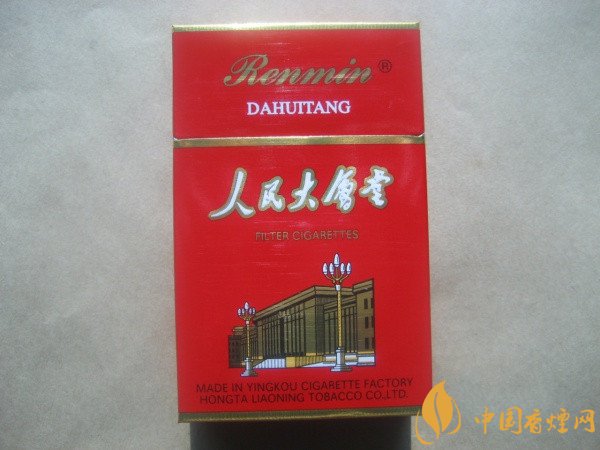 Renmin®
DAHUITANG
人民大會堂
FILTER CIGARETTES
MADE IN YINGKOU CIGARETTE FACTORY
HONGTA LIAONING TOBACCO CO.,LTD.
中国香烟网